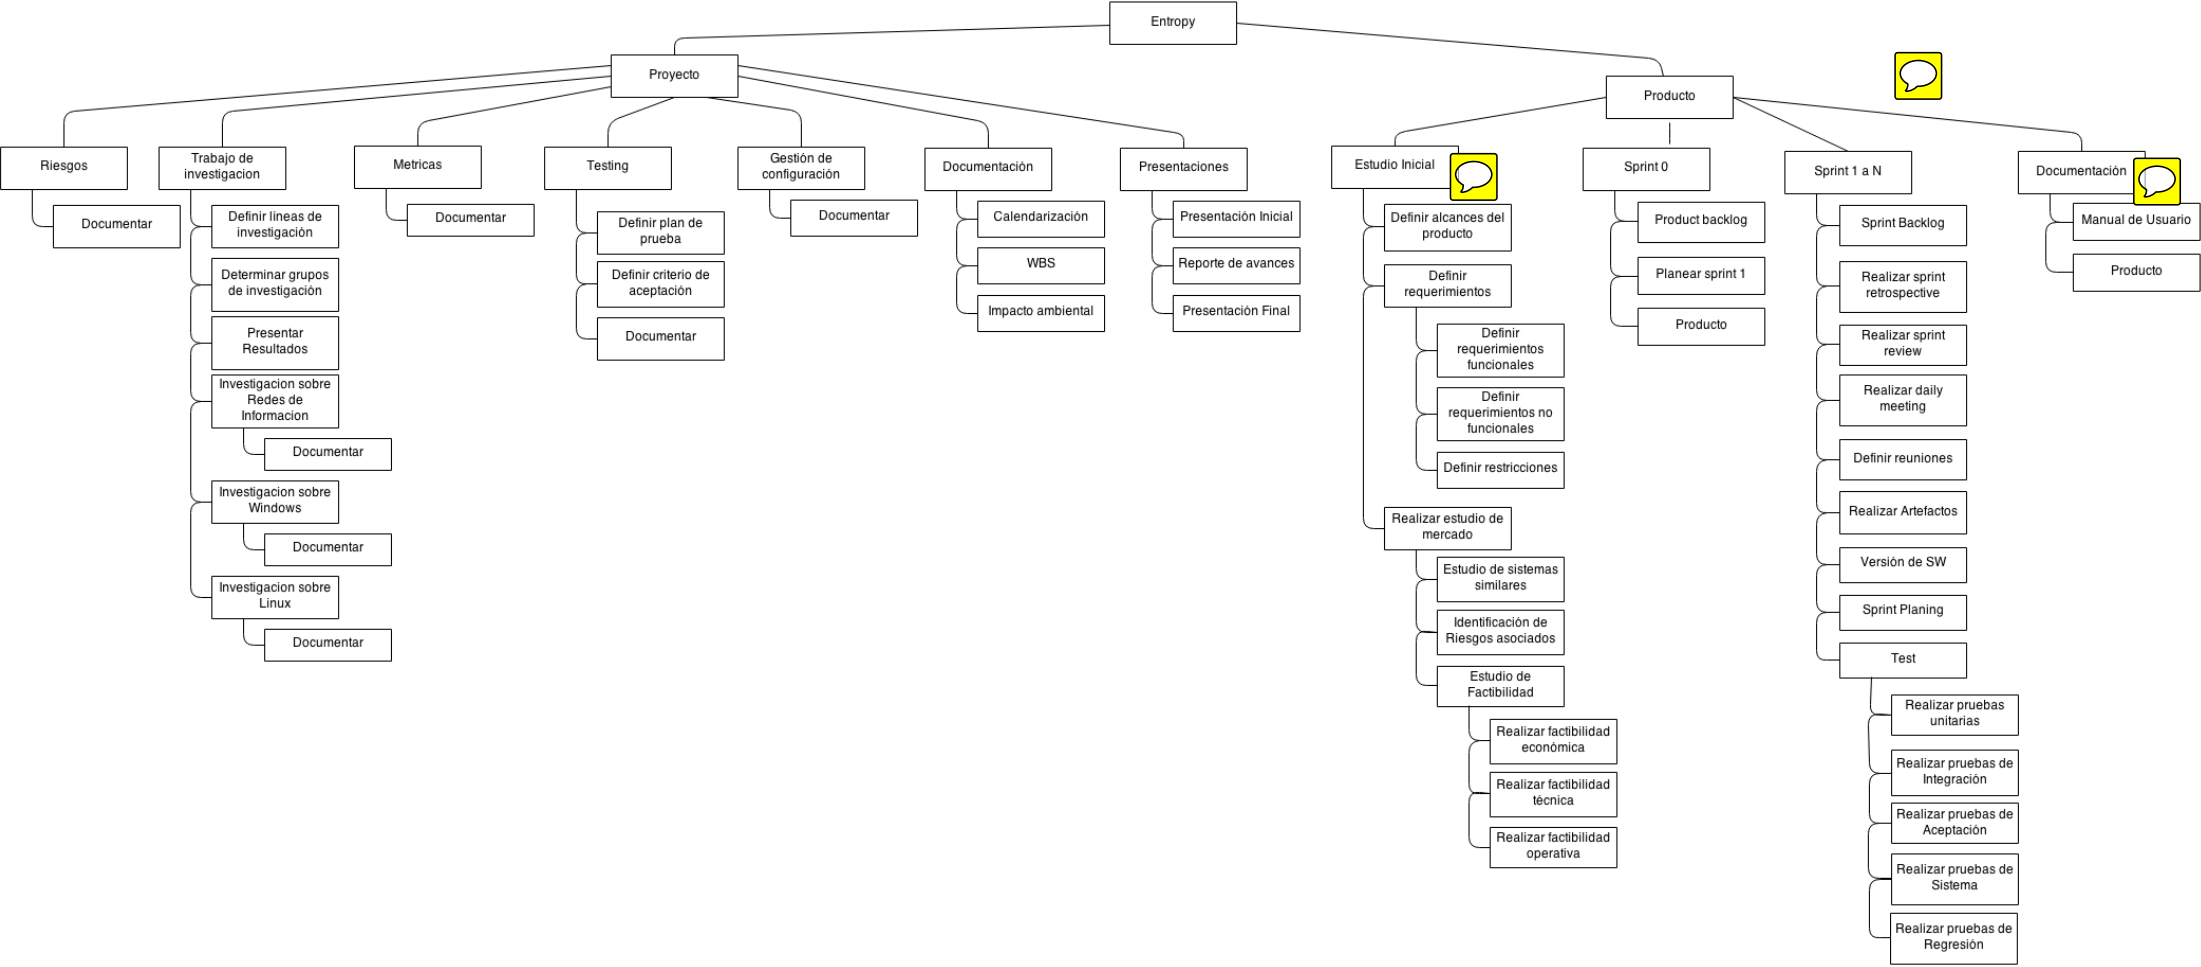 Entropy
Proyecto
Producto
Riesgos
Documentar
Trabajo de
investigacion
Definir lineas de
investigación
Determinar grupos
de investigación
Presentar
Resultados
Investigacion sobre
Redes de
Informacion
Documentar
Investigacion sobre
Windows
Documentar
Investigacion sobre
Linux
Documentar
Metricas
Documentar
Testing
Definir plan de
prueba
Definir criterio de
aceptación
Documentar
Gestión de
configuración
Documentar
Documentación
Calendarización
WBS
Impacto ambiental
Presentaciones
Presentación Inicial
Reporte de avances
Presentación Final
Estudio Inicial
Definir alcances del
producto
Definir
requerimientos
Definir
requerimientos
funcionales
Definir
requerimientos no
funcionales
Definir restricciones
Realizar estudio de
mercado
Estudio de sistemas
similares
Identificación de
Riesgos asociados
Estudio de
Factibilidad
Realizar factibilidad
económica
Realizar factibilidad
técnica
Realizar factibilidad
operativa
Sprint 0
Product backlog
Planear sprint 1
Producto
Sprint 1 a N
Sprint Backlog
Realizar sprint
retrospective
Realizar sprint
review
Realizar daily
meeting
Definir reuniones
Realizar Artefactos
Versión de SW
Sprint Planing
Test
Realizar pruebas
unitarias
Realizar pruebas de
Integración
Realizar pruebas de
Aceptación
Realizar pruebas de
Sistema
Realizar pruebas de
Regresión
Documentación
Manual de Usuario
Producto